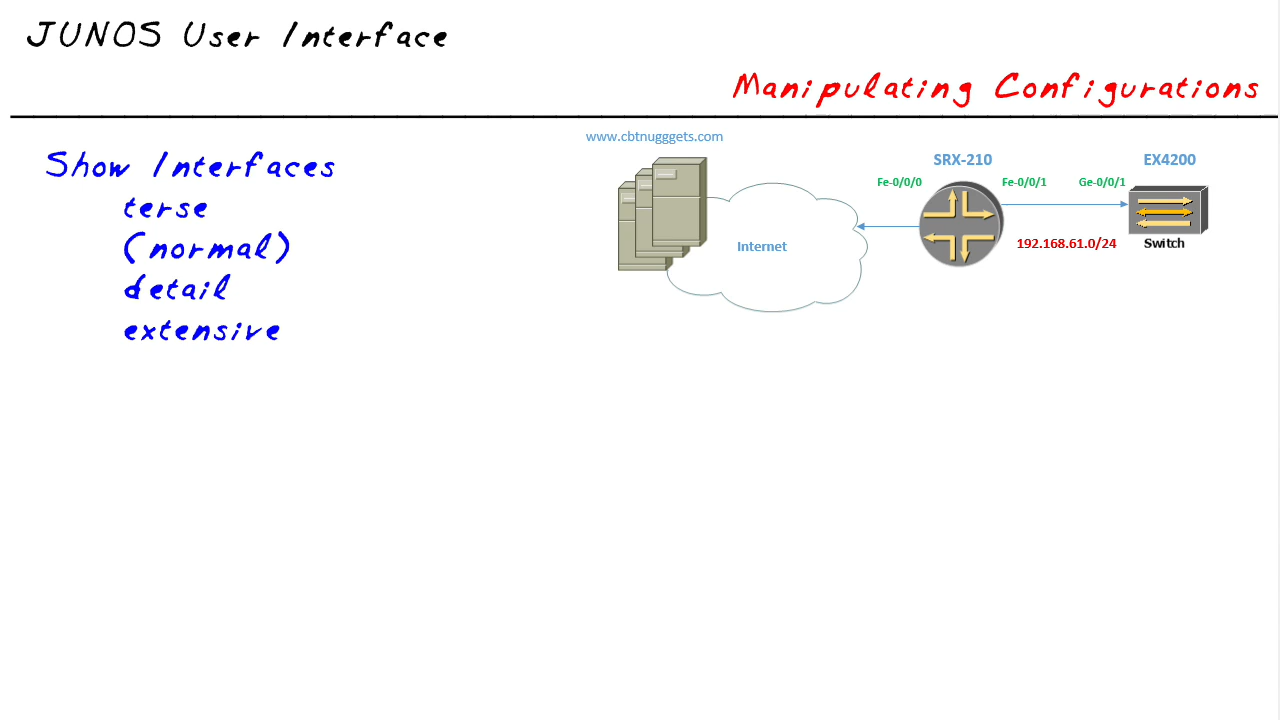 JUNOS User Interface
Manipulating Configurations
Show Interfaces
terse
(normal)
detail
extensive
www.cbtnugggets.com
SRX-210
EX4200
Fe-0/0/0
Fe-0/0/1
Ge-0/0/1
Internet
192.168.61.0/24
Switch